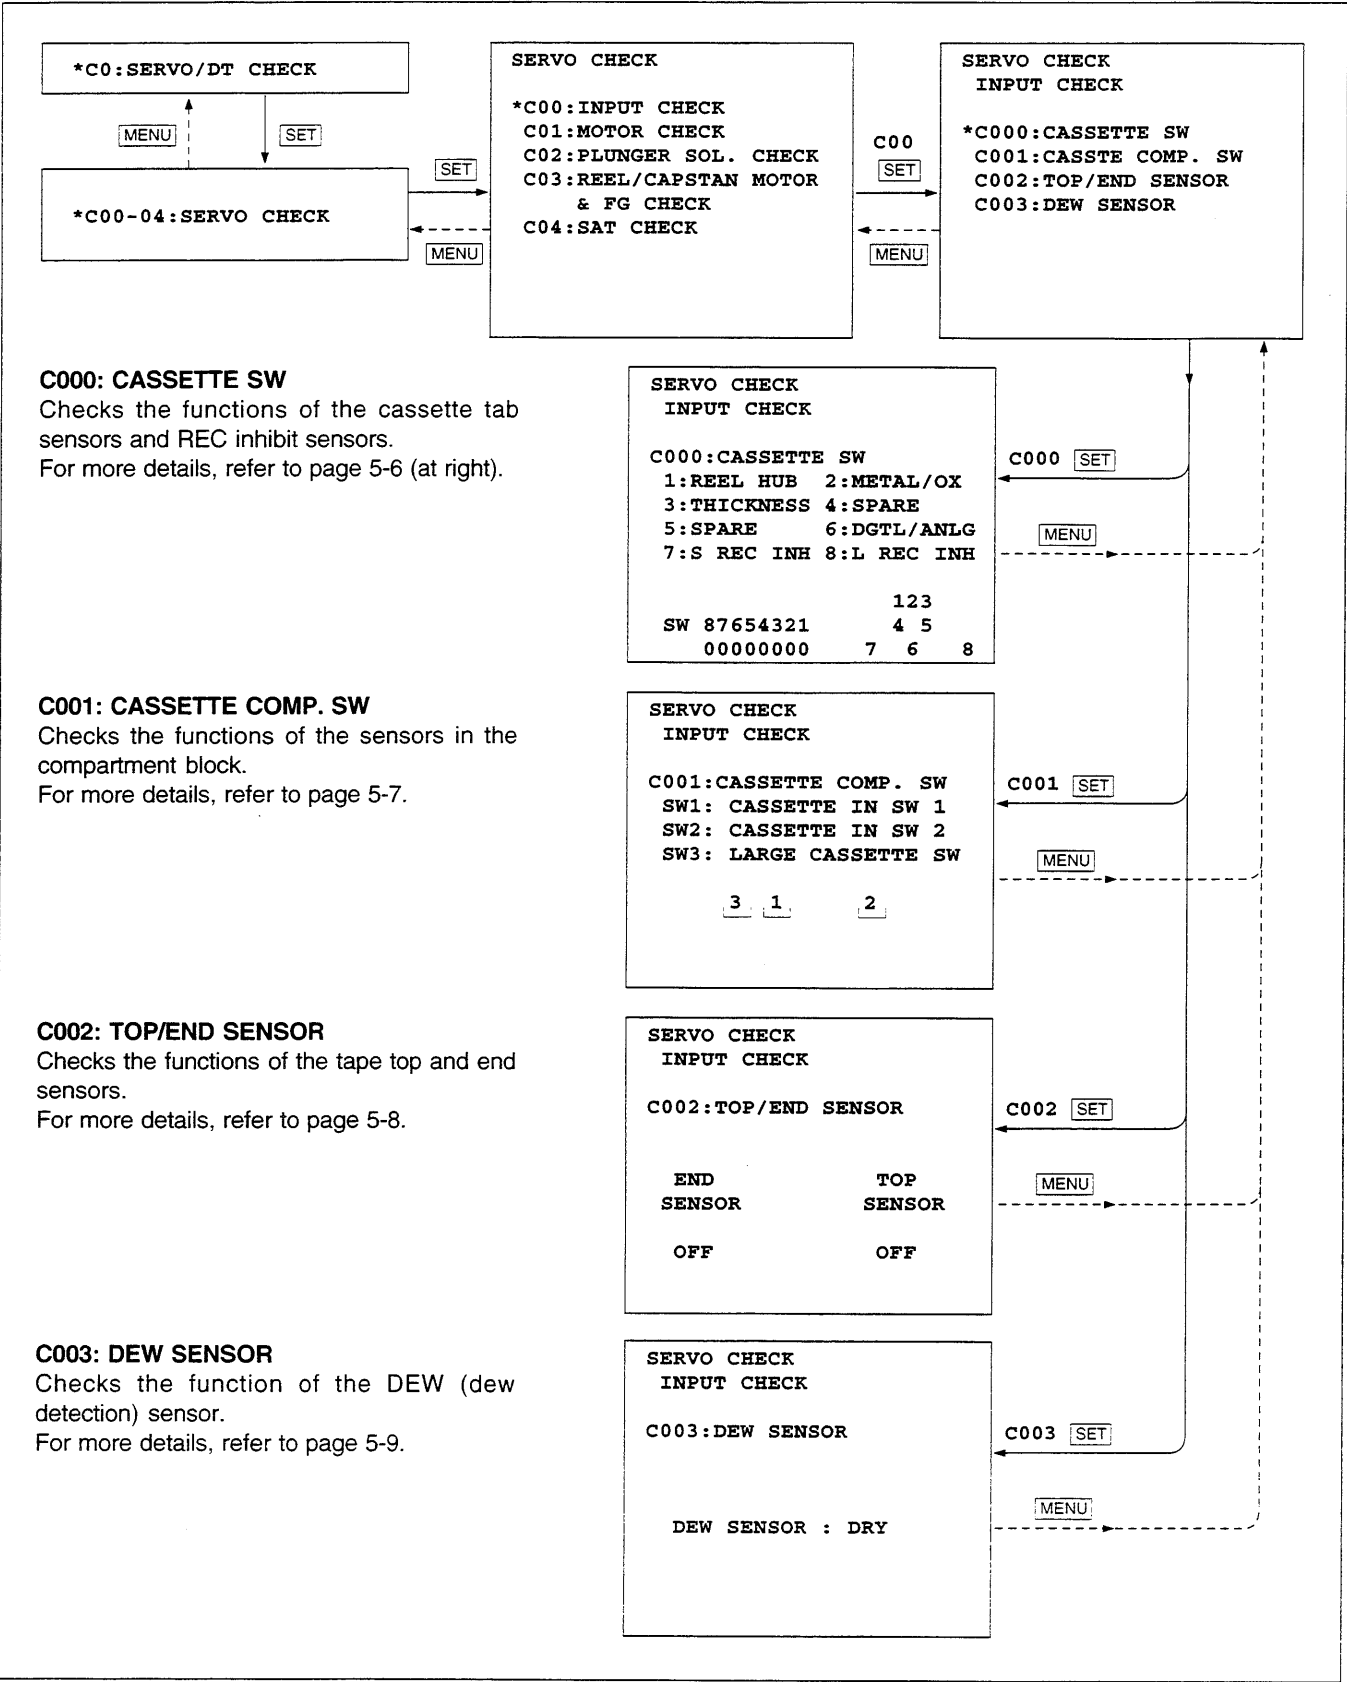 *C0:SERVO/DT CHECK
MENU
SET
*C00-04:SERVO CHECK
SET
MENU
SERVO CHECK
*C00:INPUT CHECK
C01:MOTOR CHECK
C02:PLUNGER SOL. CHECK
C03:REEL/CAPSTAN MOTOR
& FG CHECK
C04:SAT CHECK
C00
SET
MENU
SERVO CHECK
INPUT CHECK
*C000:CASSETTE SW
C001:CASSTE COMP. SW
C002:TOP/END SENSOR
C003:DEW SENSOR
C000: CASSETTE SW
Checks the functions of the cassette tab
sensors and REC inhibit sensors.
For more details, refer to page 5-6 (at right).
SERVO CHECK
INPUT CHECK
C000:CASSETTE SW
1:REEL HUB 2:METAL/OX
3:THICKNESS 4:SPARE
5:SPARE 6:DGTL/ANLG
7:S REC INH 8:L REC INH
123
SW 87654321 4 5
00000000 7 6 8
C000 SET
MENU
C001: CASSETTE COMP. SW
Checks the functions of the sensors in the
compartment block.
For more details, refer to page 5-7.
SERVO CHECK
INPUT CHECK
C001:CASSETTE COMP. SW
SW1: CASSETTE IN SW 1
SW2: CASSETTE IN SW 2
SW3: LARGE CASSETTE SW
3 1 2
C001 SET
MENU
C002: TOP/END SENSOR
Checks the functions of the tape top and end
sensors.
For more details, refer to page 5-8.
SERVO CHECK
INPUT CHECK
C002:TOP/END SENSOR
END TOP
SENSOR SENSOR
OFF OFF
C002 SET
MENU
C003: DEW SENSOR
Checks the function of the DEW (dew
detection) sensor.
For more details, refer to page 5-9.
SERVO CHECK
INPUT CHECK
C003:DEW SENSOR
DEW SENSOR : DRY
C003 SET
MENU